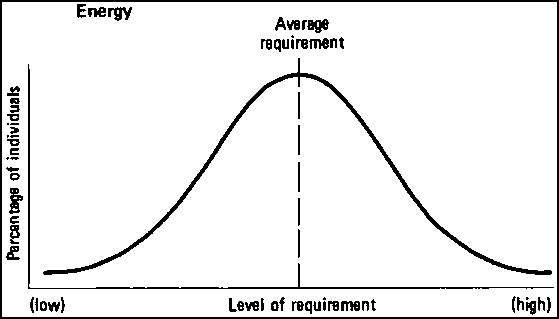 Energy
Average
requirement
Percentage of individuals
(low)
Level of requirement
(high)